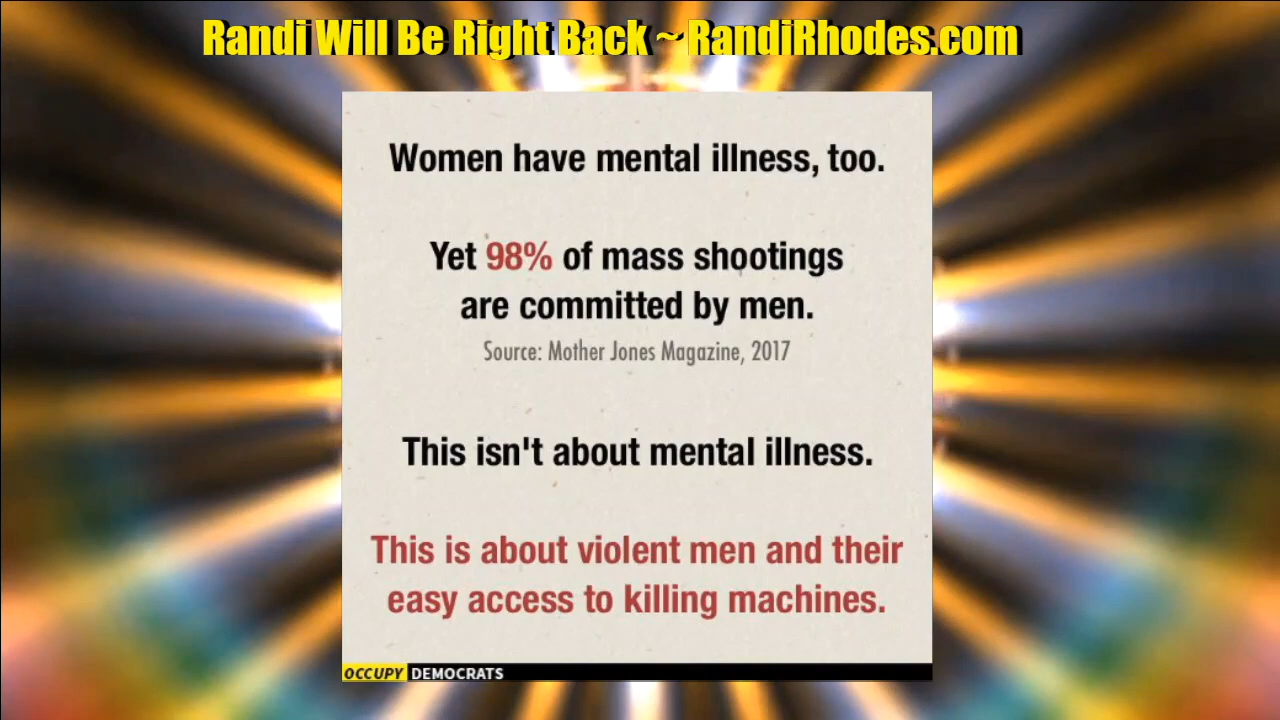 Randi Will Be Right Back ~ RandiRhodes.com
Women have mental illness, too.
Yet 98% of mass shootings
are committed by men.
Source: Mother Jones Magazine, 2017
This isn't about mental illness.
This is about violent men and their
easy access to killing machines.
OCCUPY DEMOCRATS